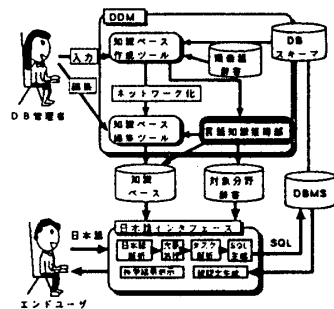 DDM
DB
スキーマ
入力
知識ベース
作成ツール
辞書
ネットワーク化
編集
DB管理者
知識ベース
編集ツール
知識
ベース
対象分野
辞書
DBMS
日本語インタフェース
日本語
SQL
日本語
解析
タスク
解析
SQL
生成
エンドユーザ